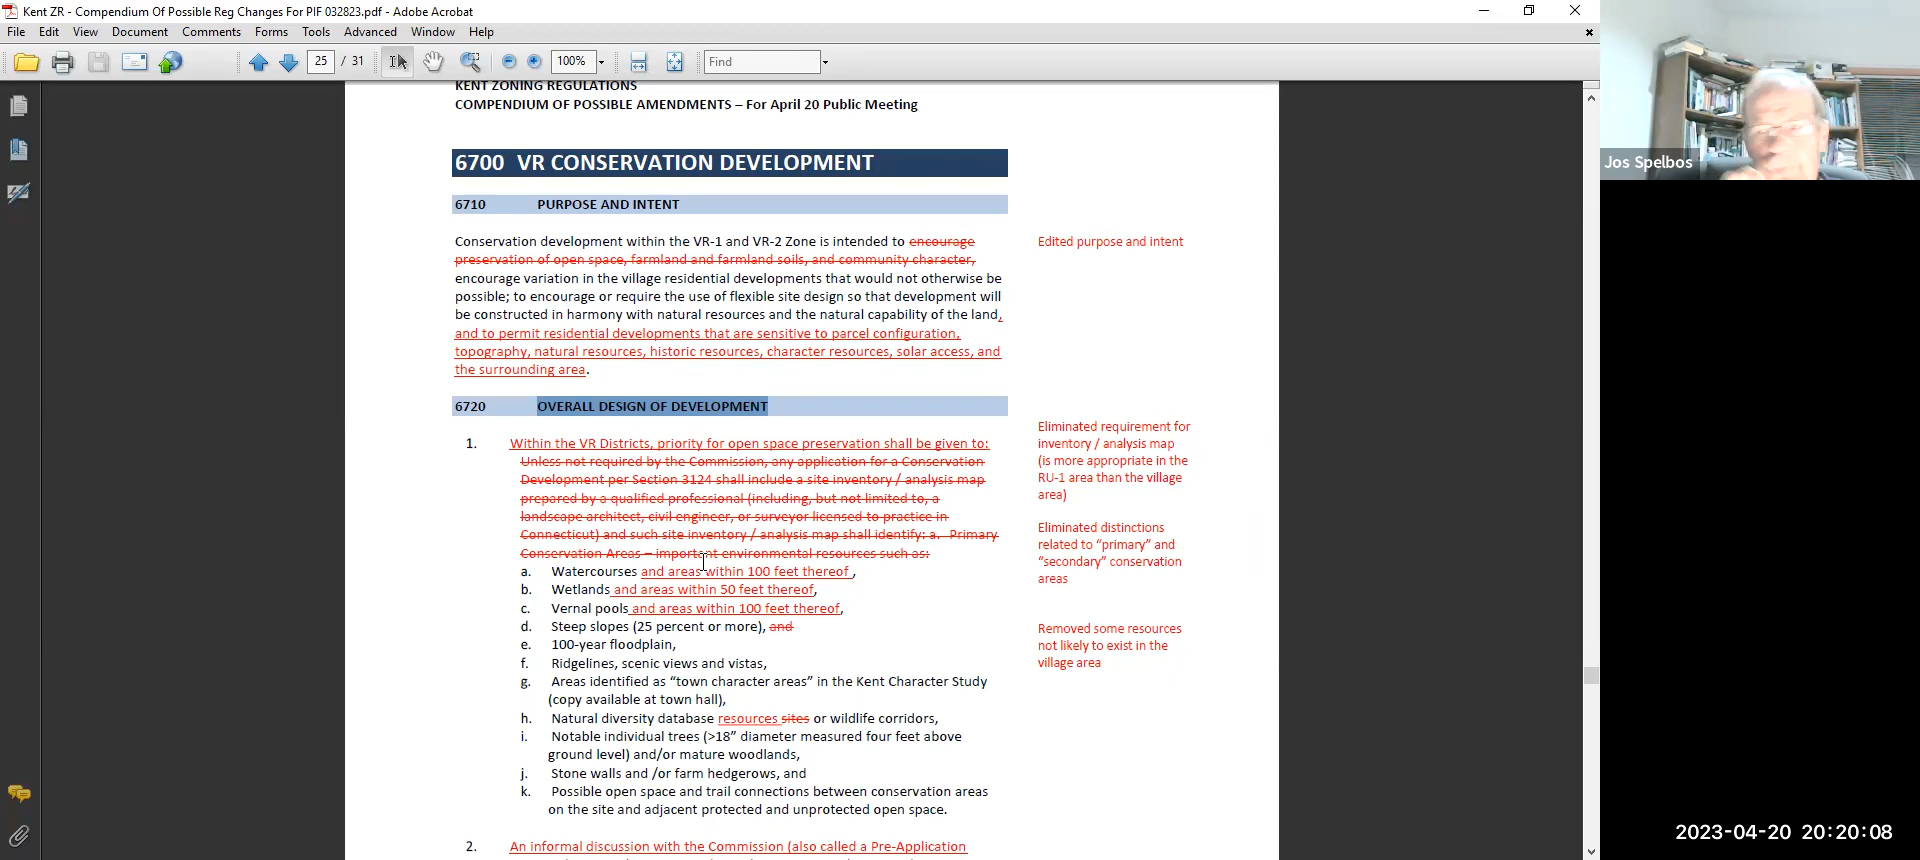 Kent ZR - Compendium Of Possible Reg Changes For PIF 032823.pdf - Adobe Acrobat
File Edit View Document Comments Forms Tools Advanced Window Help
25 / 31 100% Find
KENT ZONING REGULATIONS
COMPENDIUM OF POSSIBLE AMENDMENTS – For April 20 Public Meeting
6700 VR CONSERVATION DEVELOPMENT
6710 PURPOSE AND INTENT
Conservation development within the VR-1 and VR-2 Zone is intended to encourage
preservation of open space, farmland and farmland soils, and community character,
encourage variation in the village residential developments that would not otherwise be
possible; to encourage or require the use of flexible site design so that development will
be constructed in harmony with natural resources and the natural capability of the land,
and to permit residential developments that are sensitive to parcel configuration,
topography, natural resources, historic resources, character resources, solar access, and
the surrounding area.
Edited purpose and intent
6720 OVERALL DESIGN OF DEVELOPMENT
1. Within the VR Districts, priority for open space preservation shall be given to:
Unless not required by the Commission, any application for a Conservation
Development per Section 3124 shall include a site inventory / analysis map
prepared by a qualified professional (including, but not limited to, a
landscape architect, civil engineer, or surveyor licensed to practice in
Connecticut) and such site inventory / analysis map shall identify: a. Primary
Conservation Areas – important environmental resources such as:
a. Watercourses and areas within 100 feet thereof ,
b. Wetlands and areas within 50 feet thereof,
c. Vernal pools and areas within 100 feet thereof,
d. Steep slopes (25 percent or more), and
e. 100-year floodplain,
f. Ridgelines, scenic views and vistas,
g. Areas identified as “town character areas” in the Kent Character Study
(copy available at town hall),
h. Natural diversity database resources sites or wildlife corridors,
i. Notable individual trees (>18” diameter measured four feet above
ground level) and/or mature woodlands,
j. Stone walls and /or farm hedgerows, and
k. Possible open space and trail connections between conservation areas
on the site and adjacent protected and unprotected open space.
2. An informal discussion with the Commission (also called a Pre-Application
Eliminated requirement for
inventory / analysis map
(is more appropriate in the
RU-1 area than the village
area)
Eliminated distinctions
related to “primary” and
“secondary” conservation
areas
Removed some resources
not likely to exist in the
village area
Jos Spelbos
2023-04-20 20:20:08